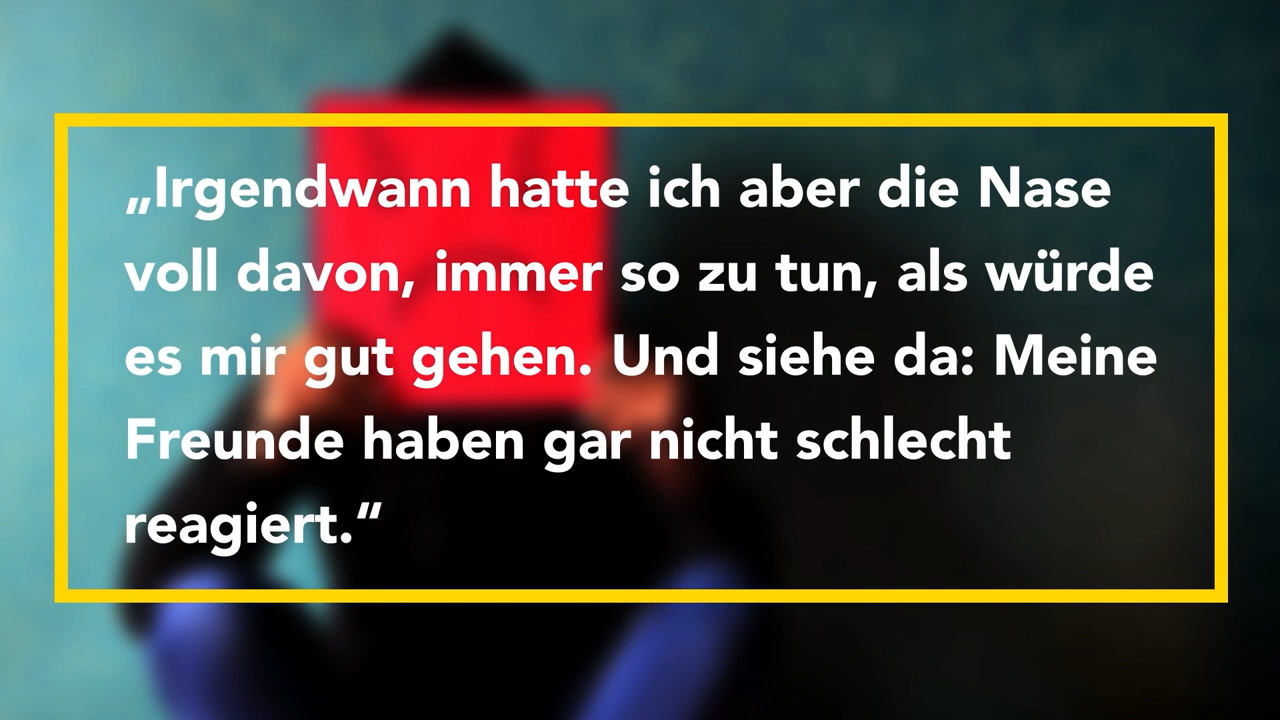 „Irgendwann hatte ich aber die Nase
voll davon, immer so zu tun, als würde
es mir gut gehen. Und siehe da: Meine
Freunde haben gar nicht schlecht
reagiert.“